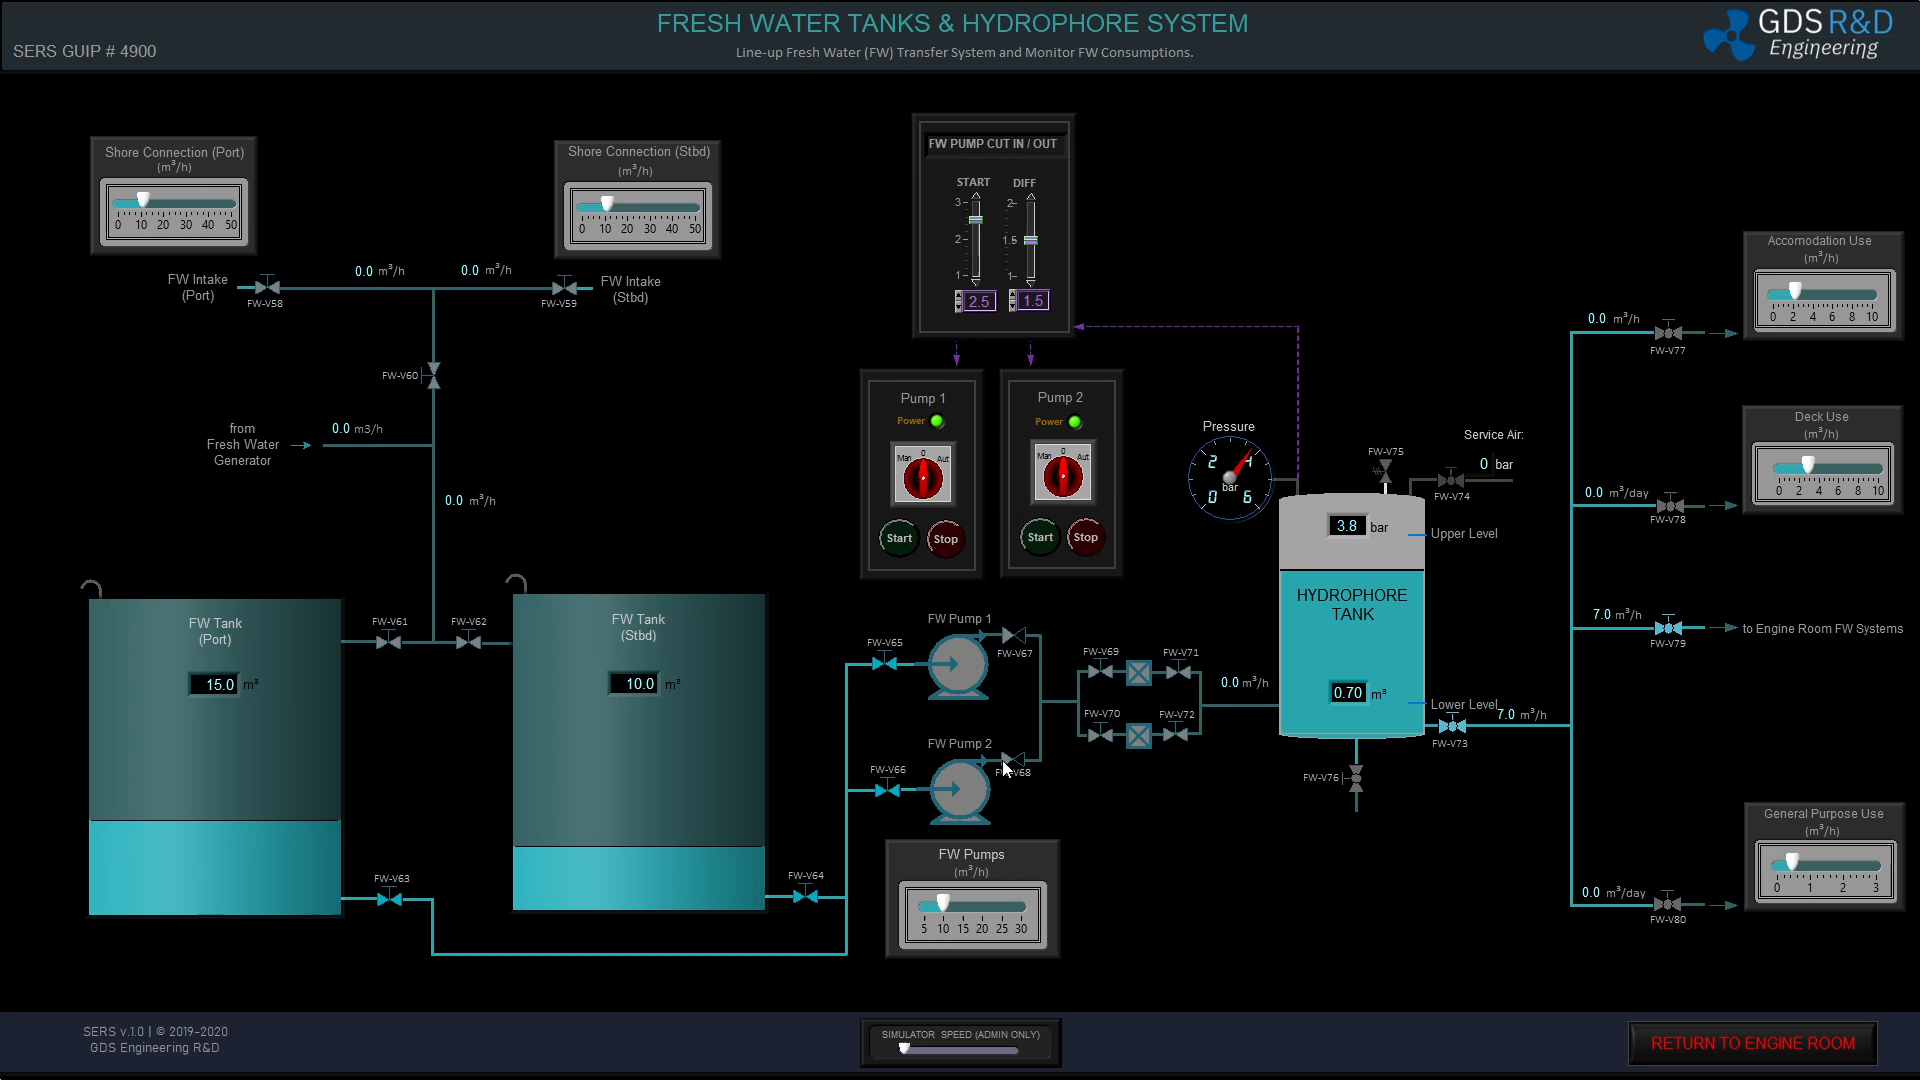 FRESH WATER TANKS & HYDROPHORE SYSTEM
GDS R&D
Engineering
SERS GUIP # 4900
Line-up Fresh Water (FW) Transfer System and Monitor FW Consumptions.
Shore Connection (Port)
(m³/h)
0 10 20 30 40 50
Shore Connection (Stbd)
(m³/h)
0 10 20 30 40 50
FW Intake
(Port)
FW-V58
0.0 m³/h
0.0 m³/h
FW-V59
FW Intake
(Stbd)
FW-V60
from
Fresh Water
Generator
0.0 m3/h
0.0 m³/h
FW PUMP CUT IN / OUT
START DIFF
3 2
2 1.5
1 1
2.5 1.5
Pump 1
Power
Man 0 Aut
Start Stop
Pump 2
Power
Man 0 Aut
Start Stop
Pressure
2 4
bar
0 6
FW-V75
Service Air:
0 bar
FW-V74
3.8 bar
Upper Level
HYDROPHORE
TANK
0.70 m³
Lower Level
7.0 m³/h
FW-V73
FW-V76
FW Tank
(Port)
15.0 m³
FW-V61
FW-V62
FW Tank
(Stbd)
10.0 m³
FW-V63
FW-V64
FW Pump 1
FW-V65
FW-V67
FW Pump 2
FW-V66
FW-V68
FW-V69
FW-V71
FW-V70
FW-V72
0.0 m³/h
FW Pumps
(m³/h)
5 10 15 20 25 30
Accomodation Use
(m³/h)
0 2 4 6 8 10
0.0 m³/h
FW-V77
Deck Use
(m³/h)
0 2 4 6 8 10
0.0 m³/day
FW-V78
7.0 m³/h
FW-V79
to Engine Room FW Systems
General Purpose Use
(m³/h)
0 1 2 3
0.0 m³/day
FW-V80
SERS v.1.0 | © 2019-2020
GDS Engineering R&D
SIMULATOR SPEED (ADMIN ONLY)
RETURN TO ENGINE ROOM